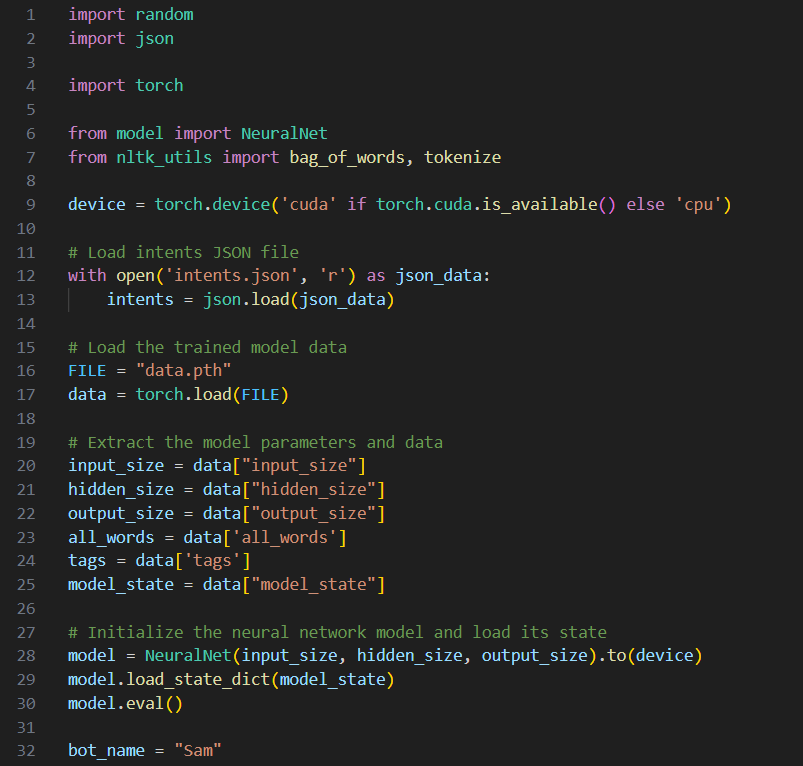 1 import random
2 import json
3
4 import torch
5
6 from model import NeuralNet
7 from nltk_utils import bag_of_words, tokenize
8
9 device = torch.device('cuda' if torch.cuda.is_available() else 'cpu')
10
11 # Load intents JSON file
12 with open('intents.json', 'r') as json_data:
13     intents = json.load(json_data)
14
15 # Load the trained model data
16 FILE = "data.pth"
17 data = torch.load(FILE)
18
19 # Extract the model parameters and data
20 input_size = data["input_size"]
21 hidden_size = data["hidden_size"]
22 output_size = data["output_size"]
23 all_words = data['all_words']
24 tags = data['tags']
25 model_state = data["model_state"]
26
27 # Initialize the neural network model and load its state
28 model = NeuralNet(input_size, hidden_size, output_size).to(device)
29 model.load_state_dict(model_state)
30 model.eval()
31
32 bot_name = "Sam"